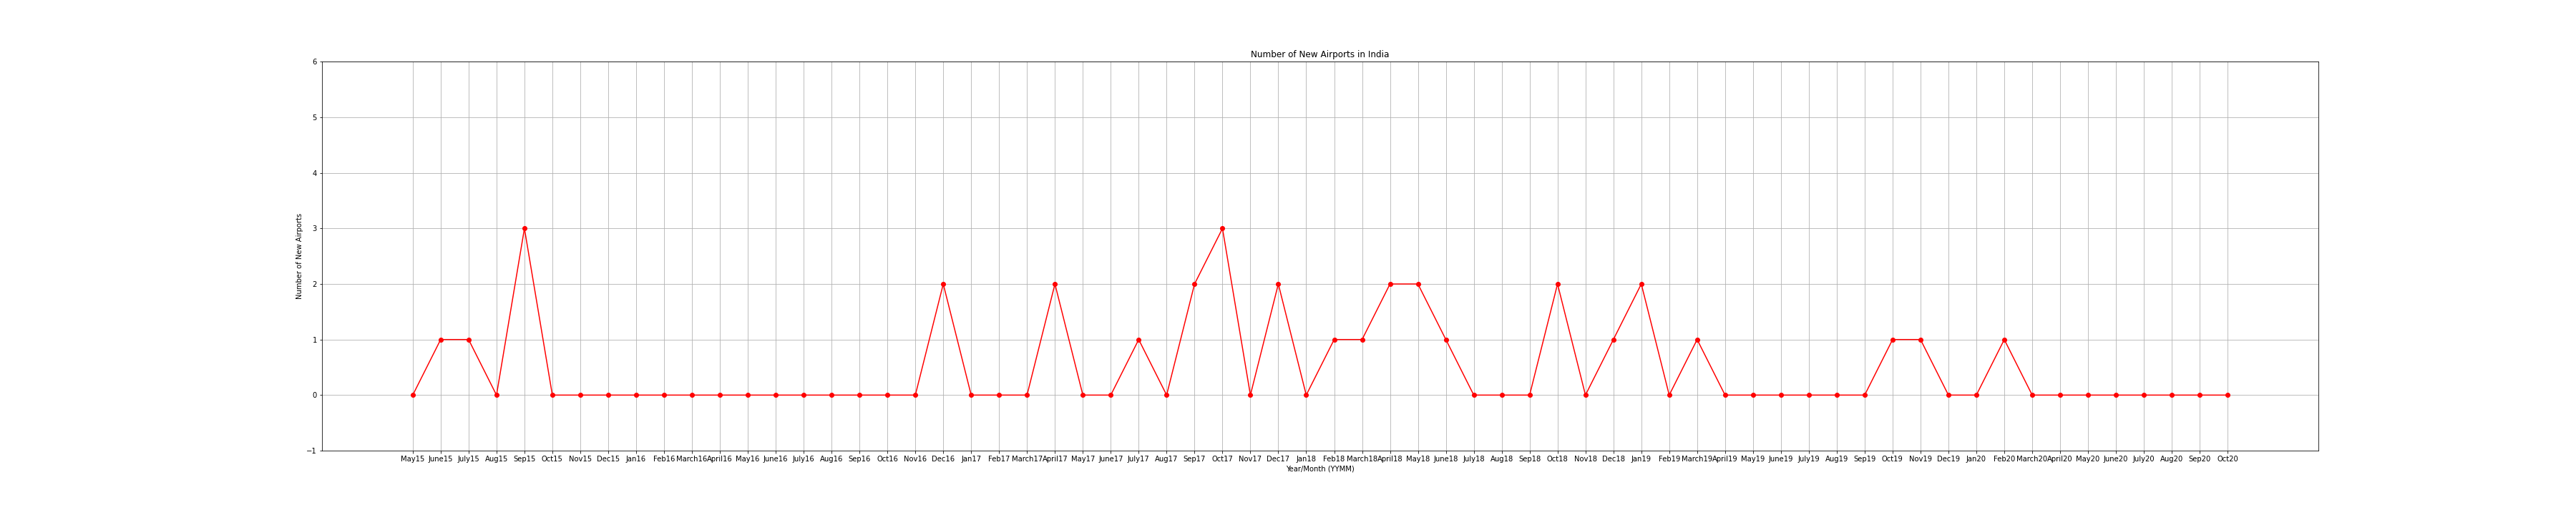 Number of New Airports in India
6
5
4
3
2
1
0
−1
Number of New Airports
May15 June15 July15 Aug15 Sep15 Oct15 Nov15 Dec15 Jan16 Feb16 March16 April16 May16 June16 July16 Aug16 Sep16 Oct16 Nov16 Dec16 Jan17 Feb17 March17 April17 May17 June17 July17 Aug17 Sep17 Oct17 Nov17 Dec17 Jan18 Feb18 March18 April18 May18 June18 July18 Aug18 Sep18 Oct18 Nov18 Dec18 Jan19 Feb19 March19 April19 May19 June19 July19 Aug19 Sep19 Oct19 Nov19 Dec19 Jan20 Feb20 March20 April20 May20 June20 July20 Aug20 Sep20 Oct20
Year/Month (YYMM)